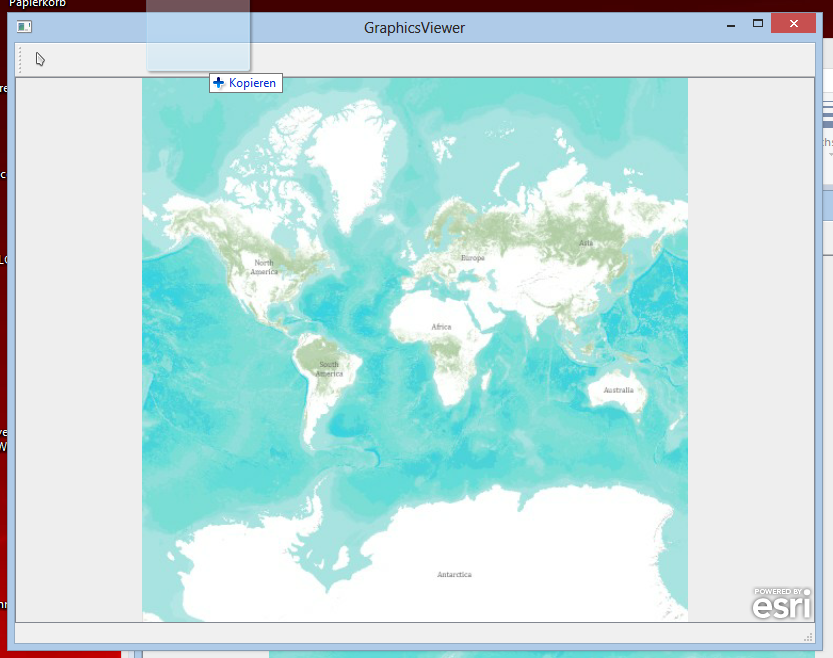 Papierkorb
GraphicsViewer
Kopieren
North
America
Europe
Asia
Africa
South
America
Australia
Antarctica
POWERED BY
esri